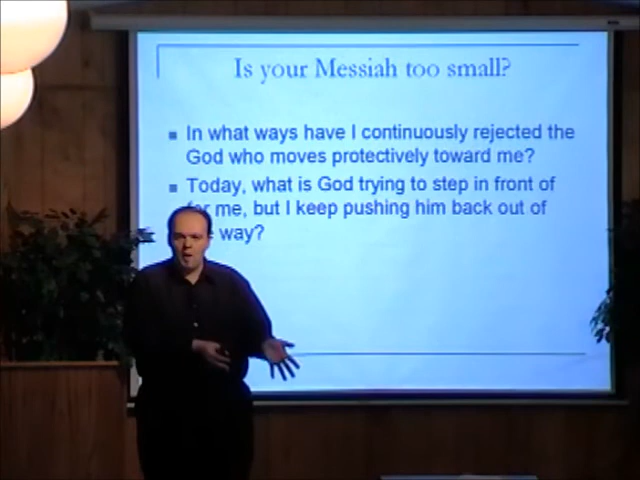 Is your Messiah too small?
In what ways have I continuously rejected the
God who moves protectively toward me?
Today, what is God trying to step in front of
me, but I keep pushing him back out of
way?